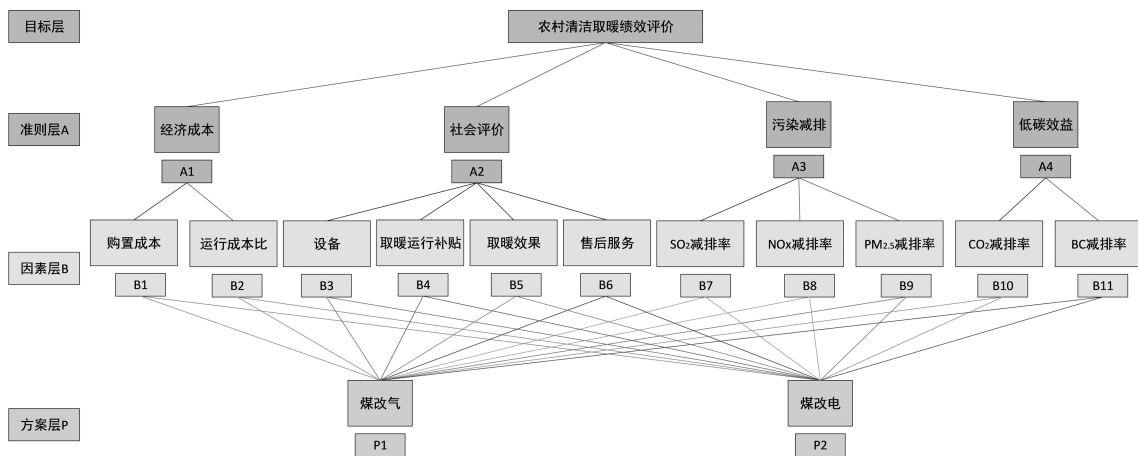 目标层
农村清洁取暖绩效评价
准则层A
经济成本
社会评价
污染减排
低碳效益
A1
A2
A3
A4
因素层B
购置成本
运行成本比
设备
取暖运行补贴
取暖效果
售后服务
SO₂减排率
NOx减排率
PM₂.₅减排率
CO₂减排率
BC减排率
B1
B2
B3
B4
B5
B6
B7
B8
B9
B10
B11
方案层P
煤改气
煤改电
P1
P2